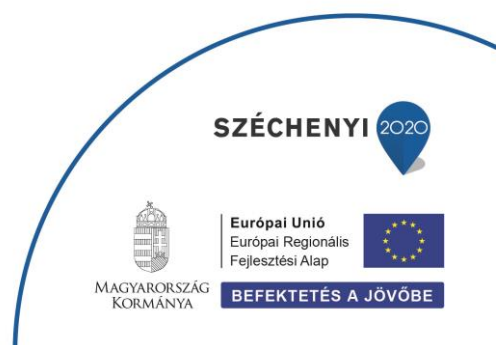 SZÉCHENYI 2020
Európai Unió
Európai Regionális
Fejlesztési Alap
MAGYARORSZÁG
KORMÁNYA
BEFEKTETÉS A JÖVŐBE